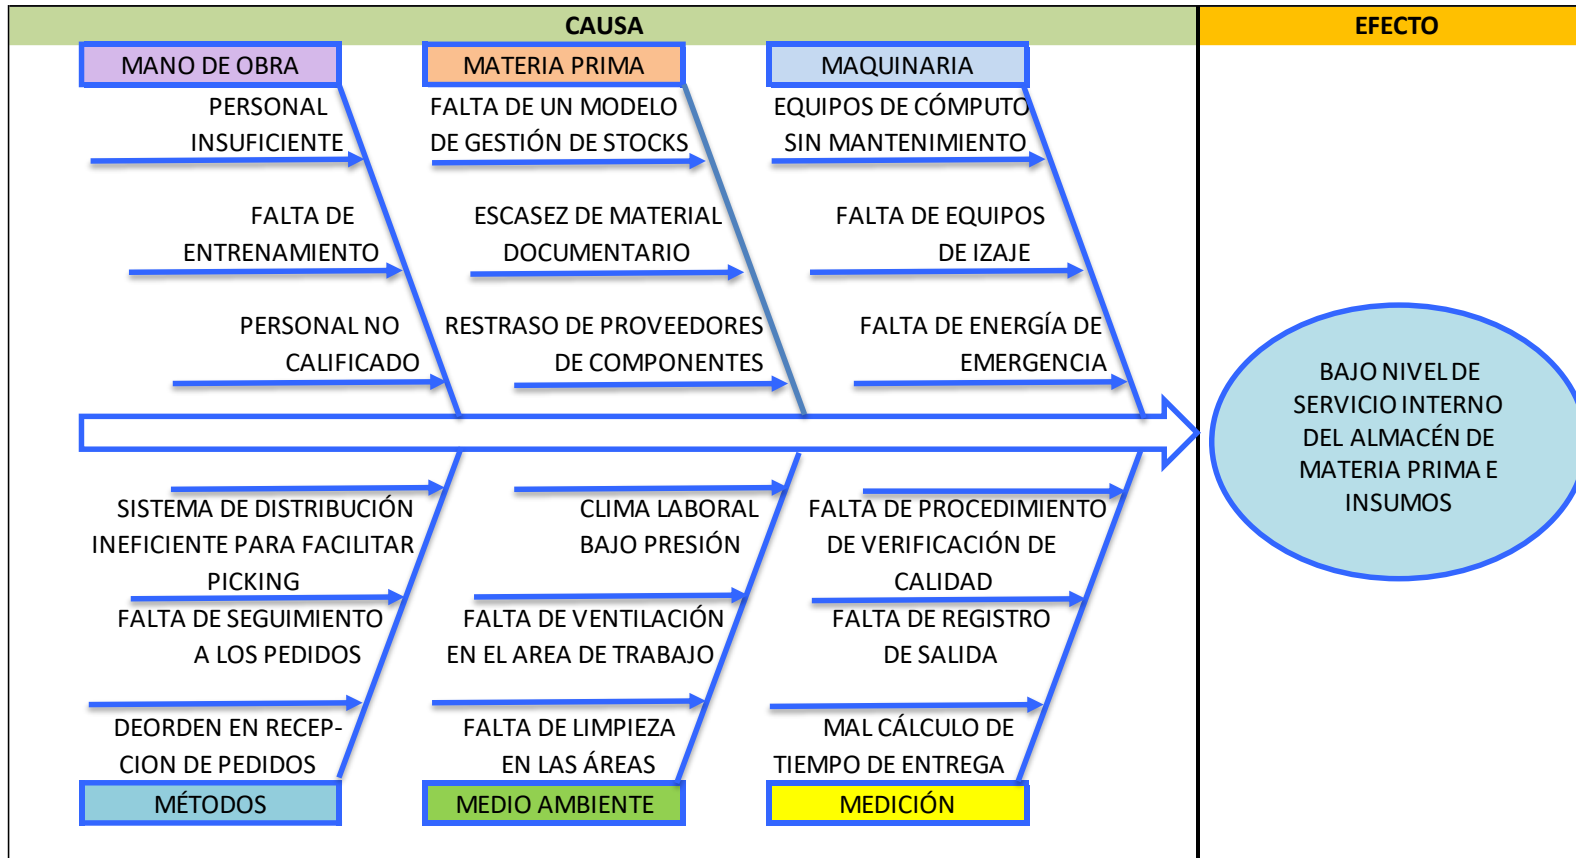 CAUSA
EFECTO
MANO DE OBRA
MATERIA PRIMA
MAQUINARIA
PERSONAL
INSUFICIENTE
FALTA DE
ENTRENAMIENTO
PERSONAL NO
CALIFICADO
FALTA DE UN MODELO
DE GESTIÓN DE STOCKS
ESCASEZ DE MATERIAL
DOCUMENTARIO
RESTRASO DE PROVEEDORES
DE COMPONENTES
EQUIPOS DE CÓMPUTO
SIN MANTENIMIENTO
FALTA DE EQUIPOS
DE IZAJE
FALTA DE ENERGÍA DE
EMERGENCIA
BAJO NIVEL DE
SERVICIO INTERNO
DEL ALMACÉN DE
MATERIA PRIMA E
INSUMOS
SISTEMA DE DISTRIBUCIÓN
INEFICIENTE PARA FACILITAR
PICKING
FALTA DE SEGUIMIENTO
A LOS PEDIDOS
DEORDEN EN RECEP-
CION DE PEDIDOS
CLIMA LABORAL
BAJO PRESIÓN
FALTA DE VENTILACIÓN
EN EL AREA DE TRABAJO
FALTA DE LIMPIEZA
EN LAS ÁREAS
FALTA DE PROCEDIMIENTO
DE VERIFICACIÓN DE
CALIDAD
FALTA DE REGISTRO
DE SALIDA
MAL CÁLCULO DE
TIEMPO DE ENTREGA
MÉTODOS
MEDIO AMBIENTE
MEDICIÓN